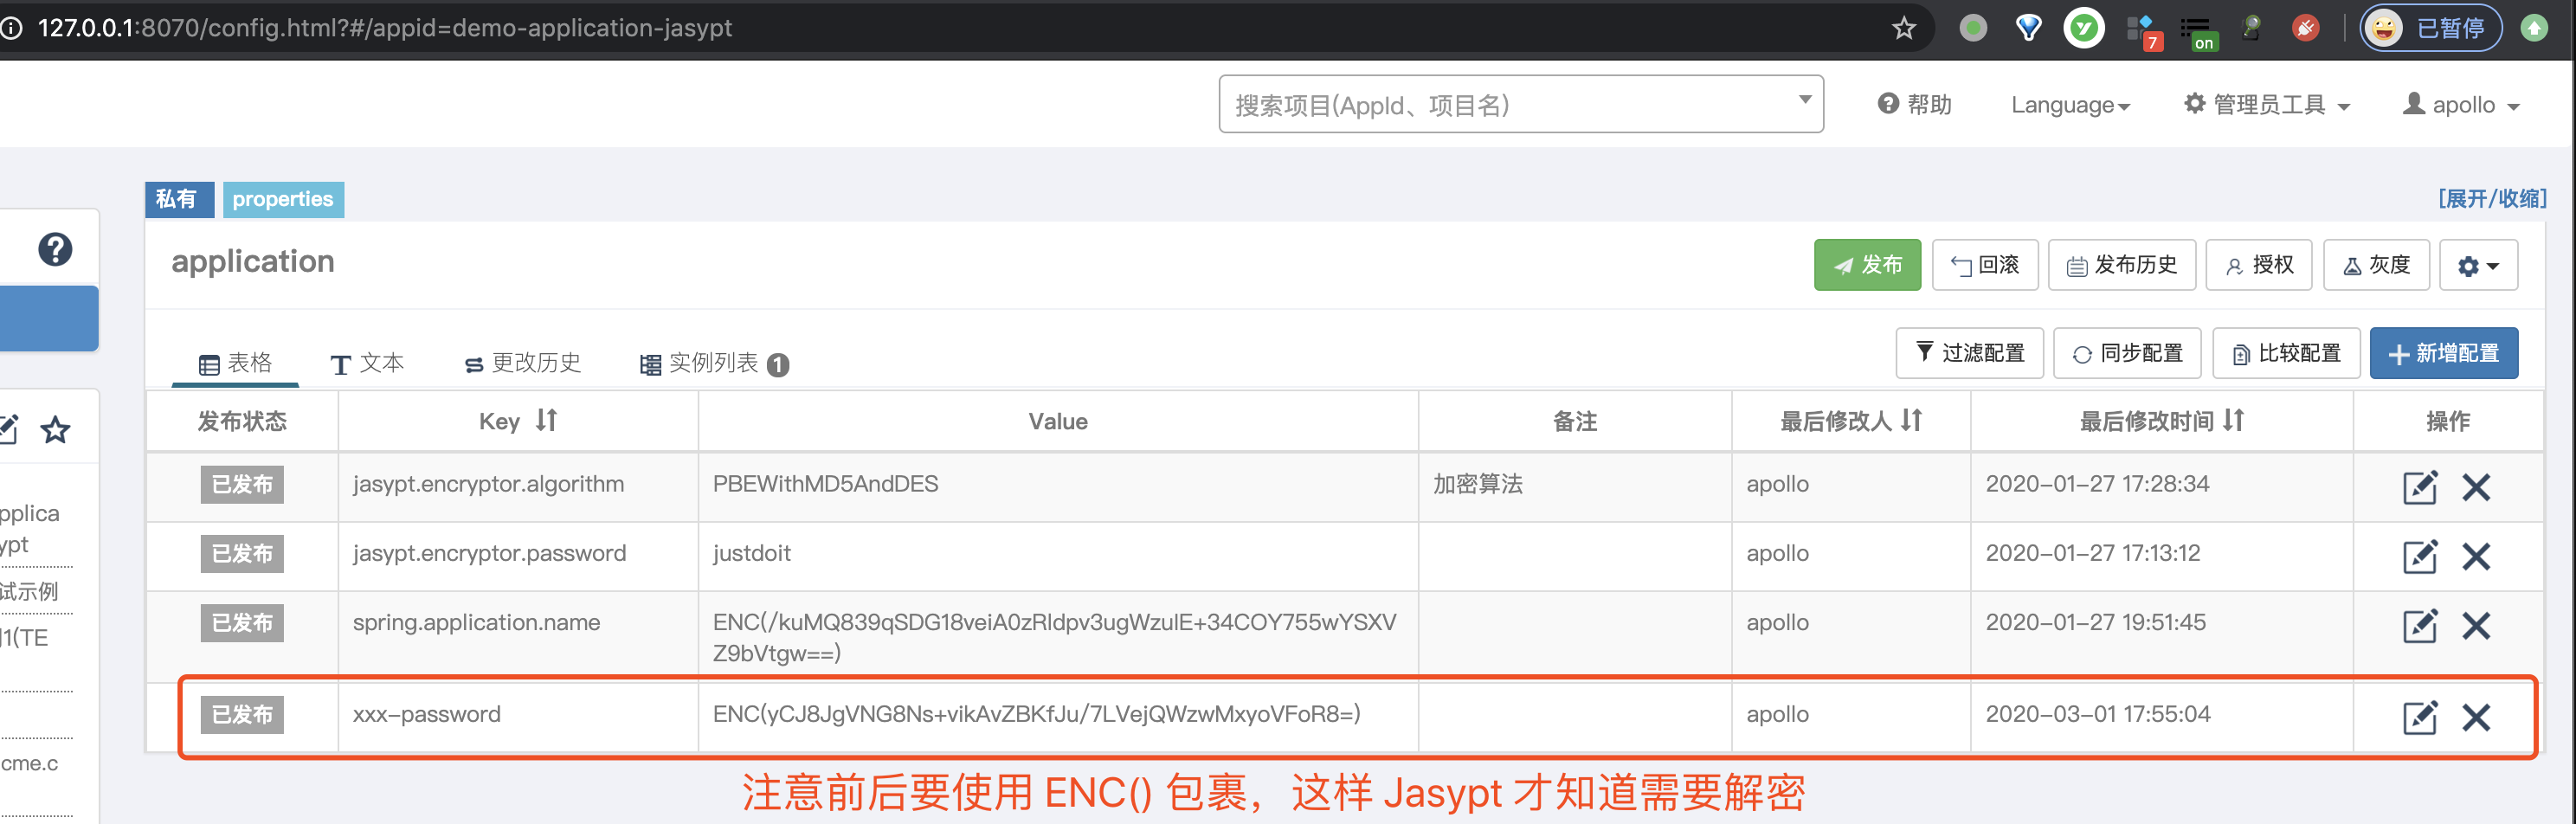 127.0.0.1:8070/config.html?#/appid=demo-application-jasypt
7
on
已暂停
搜索项目(AppId、项目名)
帮助
Language
管理员工具
apollo
私有
properties
[展开/收缩]
application
发布
回滚
发布历史
授权
灰度
表格
文本
更改历史
实例列表 1
过滤配置
同步配置
比较配置
新增配置
发布状态 Key Value 备注 最后修改人 最后修改时间 操作
已发布 jasypt.encryptor.algorithm PBEWithMD5AndDES 加密算法 apollo 2020-01-27 17:28:34
已发布 jasypt.encryptor.password justdoit apollo 2020-01-27 17:13:12
已发布 spring.application.name ENC(/kuMQ839qSDG18veiA0zRldpv3ugWzulE+34COY755wYSXV
Z9bVtgw==) apollo 2020-01-27 19:51:45
已发布 xxx-password ENC(yCJ8JgVNG8Ns+vikAvZBKfJu/7LVejQWzwMxyoVFoR8=) apollo 2020-03-01 17:55:04
pplica
ypt
试示例
1(TE
cme.c
注意前后要使用 ENC() 包裹，这样 Jasypt 才知道需要解密